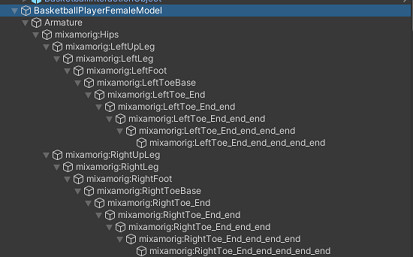 BasketballInteractionObject
BasketballPlayerFemaleModel
Armature
mixamorig:Hips
mixamorig:LeftUpLeg
mixamorig:LeftLeg
mixamorig:LeftFoot
mixamorig:LeftToeBase
mixamorig:LeftToe_End
mixamorig:LeftToe_End_end
mixamorig:LeftToe_End_end_end
mixamorig:LeftToe_End_end_end_end
mixamorig:LeftToe_End_end_end_end_end
mixamorig:RightUpLeg
mixamorig:RightLeg
mixamorig:RightFoot
mixamorig:RightToeBase
mixamorig:RightToe_End
mixamorig:RightToe_End_end
mixamorig:RightToe_End_end_end
mixamorig:RightToe_End_end_end_end
mixamorig:RightToe_End_end_end_end_end